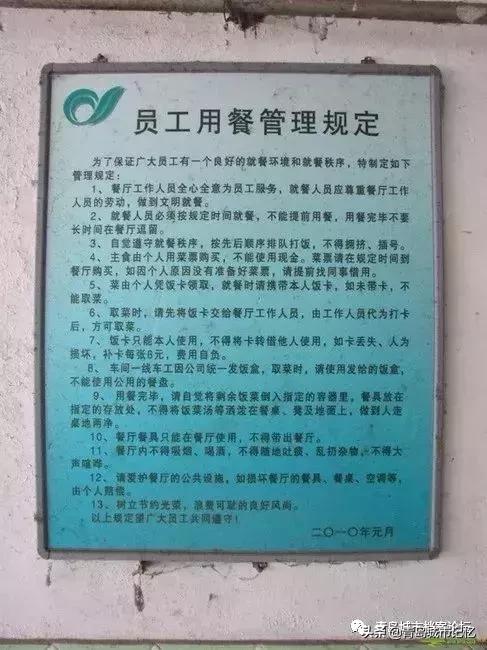 员工用餐管理规定
为了保证广大员工有一个良好的就餐环境和就餐秩序，特制定如下
管理规定：
1、餐厅工作人员全心全意为员工服务，就餐人员应尊重餐厅工作
人员的劳动，做到文明就餐。
2、就餐人员必须按规定时间就餐，不能提前用餐，用餐完毕不要
长时间在餐厅逗留。
3、自觉遵守就餐秩序，按先后顺序排队打饭，不得拥挤、插号。
4、主食由个人用菜票购买，不能使用现金。菜票请在规定时间到
餐厅购买，如因个人原因没有准备好菜票，请提前找同事借用。
5、菜由个人凭饭卡领取，就餐时请携带本人饭卡，如未带卡，不
能取菜。
6、取菜时，请先将饭卡交给餐厅工作人员，由工作人员代为打卡
后，方可取菜。
7、饭卡只能本人使用，不得将卡转借他人使用，如卡丢失、人为
损坏，补卡每张6元，费用自负。
8、车间一线车工因公司统一发饭盒，取菜时，请使用发给的饭盒，
不能使用公用的餐盘。
9、用餐完毕，请自觉将剩余饭菜倒入指定的容器里，餐具放在
指定的存放处，不得将饭菜汤等洒泼在餐桌、凳及地面上，做到人走
桌地两净。
10、餐厅餐具只能在餐厅使用，不得带出餐厅。
11、餐厅内不得吸烟、喝酒，不得随地吐痰、乱扔杂物，不得大
声喧哗。
12、请爱护餐厅的公共设施，如损坏餐厅的餐具、餐桌、空调等，
由个人赔偿。
13、树立节约光荣，浪费可耻的良好风尚。
以上规定望广大员工共同遵守！
二〇一〇年元月
青岛城市档案论坛
头条@青岛城市记忆